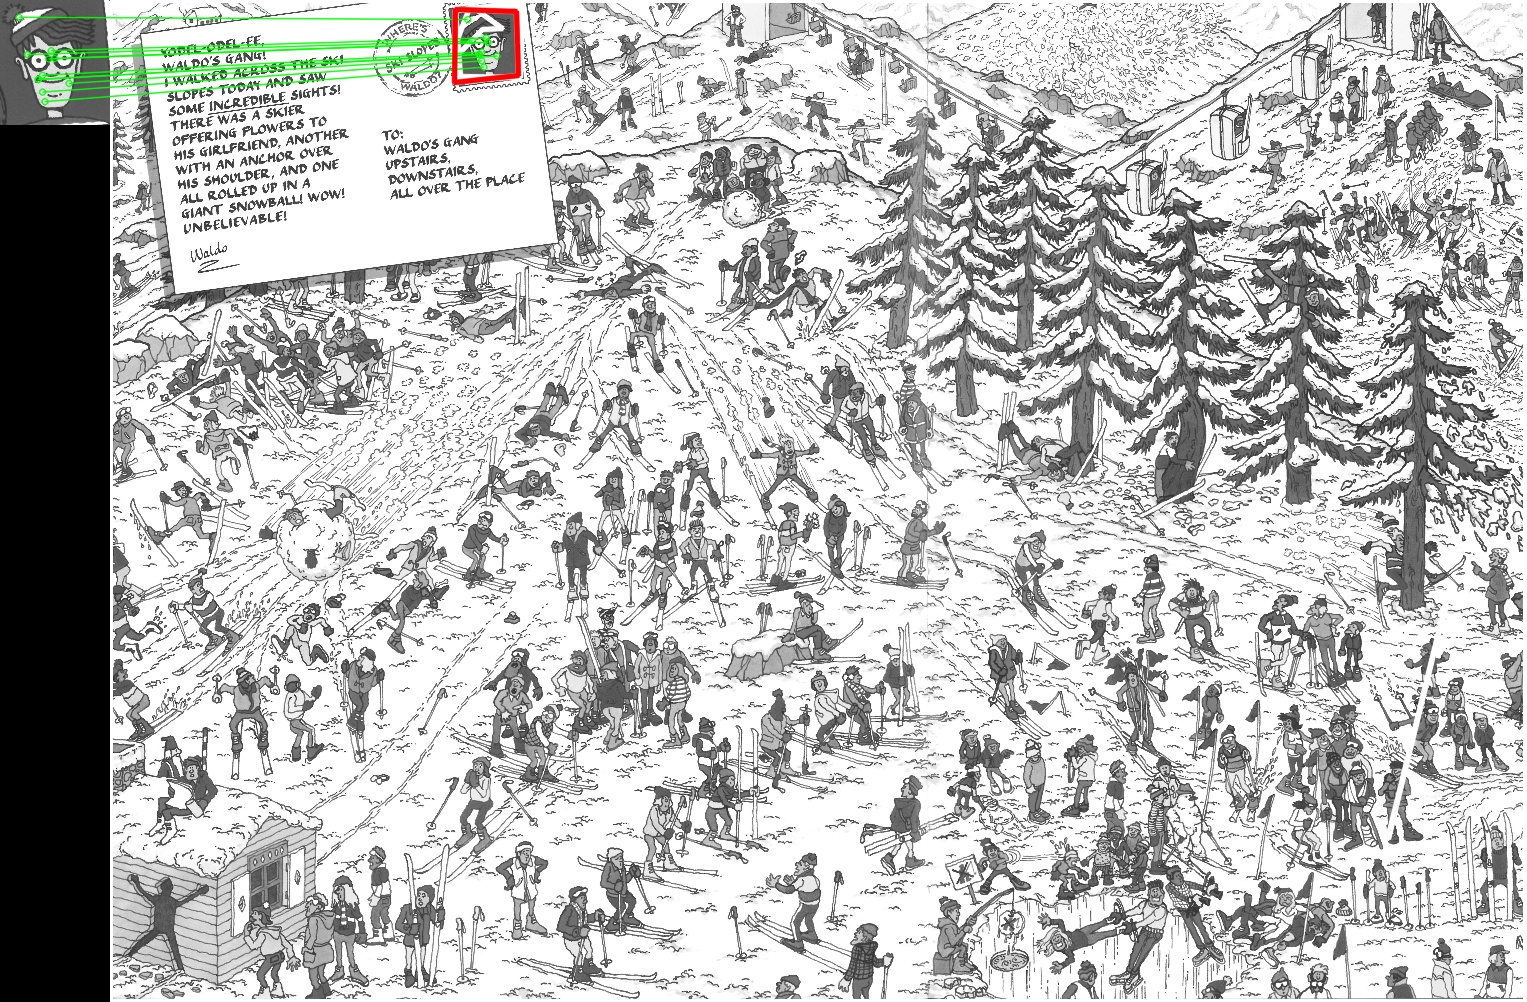 YODEL-ODEL-EE,
WALDO'S GANG!
I WALKED ACROSS THE SKI
SLOPES TODAY AND SAW
SOME INCREDIBLE SIGHTS!
THERE WAS A SKIER
OFFERING FLOWERS TO
HIS GIRLFRIEND, ANOTHER
WITH AN ANCHOR OVER
HIS SHOULDER, AND ONE
ALL ROLLED UP IN A
GIANT SNOWBALL! WOW!
UNBELIEVABLE!
Waldo
WHERE'S
SKI SLOPES
WALDO?
TO:
WALDO'S GANG
UPSTAIRS,
DOWNSTAIRS,
ALL OVER THE PLACE